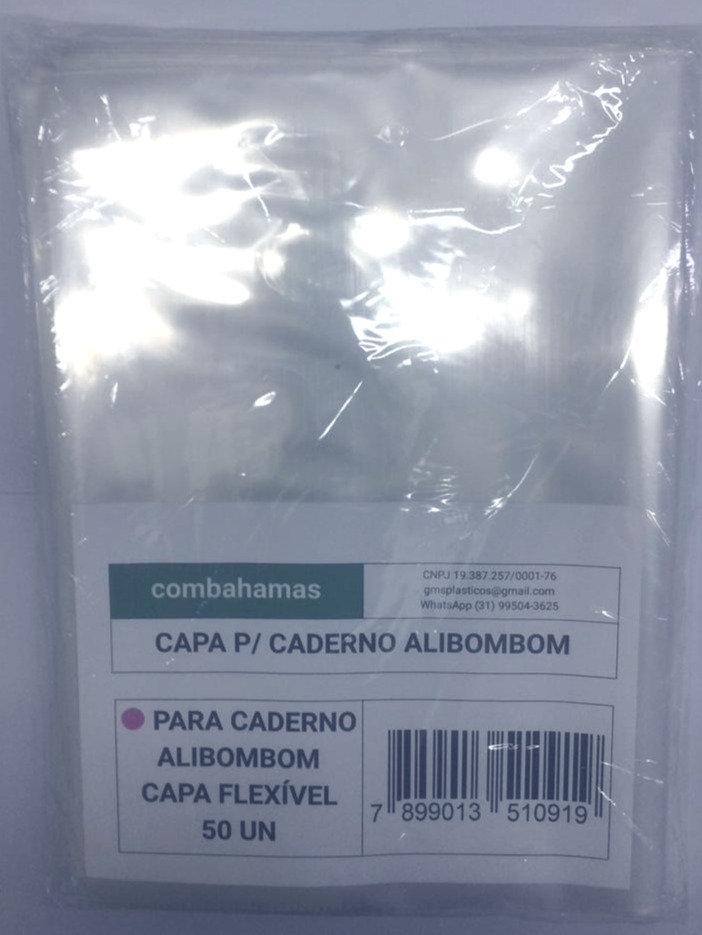 combahamas
CNPJ 19.387.257/0001-76
gmsplasticos@gmail.com
WhatsApp (31) 99504-3625
CAPA P/ CADERNO ALIBOMBOM
PARA CADERNO
ALIBOMBOM
CAPA FLEXÍVEL
50 UN
7 899013 510919